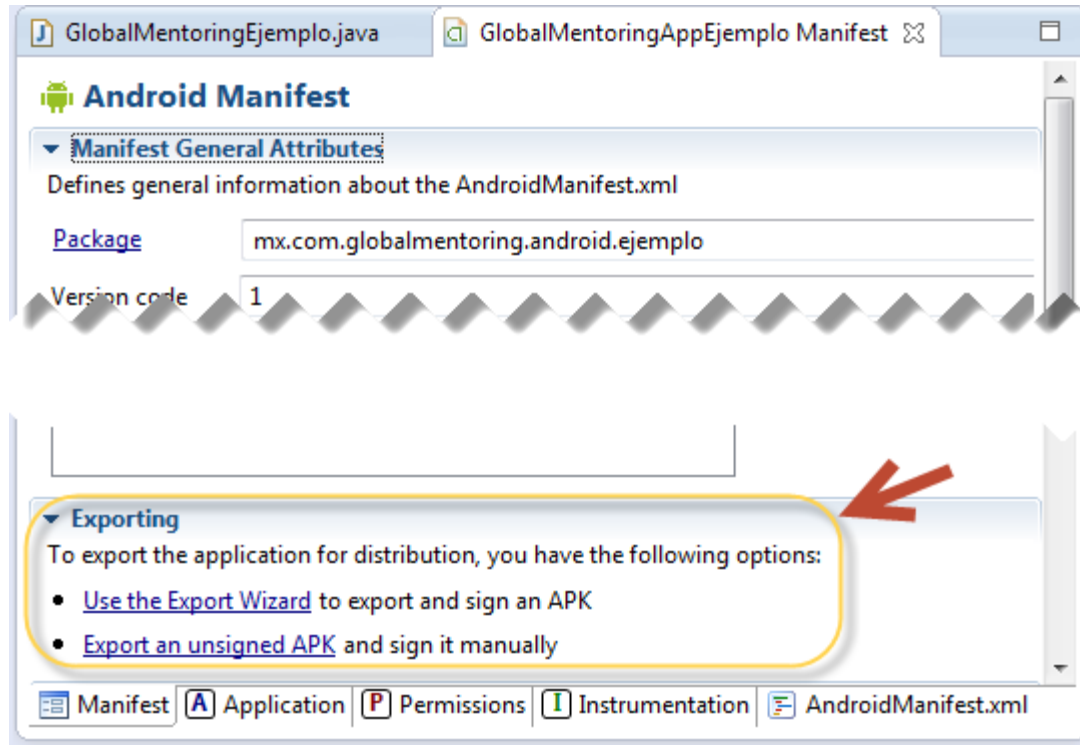 GlobalMentoringEjemplo.java
GlobalMentoringAppEjemplo Manifest
Android Manifest
Manifest General Attributes
Defines general information about the AndroidManifest.xml
Package mx.com.globalmentoring.android.ejemplo
Version code 1
Exporting
To export the application for distribution, you have the following options:
• Use the Export Wizard to export and sign an APK
• Export an unsigned APK and sign it manually
Manifest A Application P Permissions I Instrumentation AndroidManifest.xml